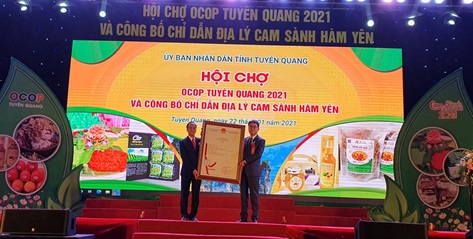 HỘI CHỢ OCOP TUYÊN QUANG 2021
VÀ CÔNG BỐ CHỈ DẪN ĐỊA LÝ CAM SÀNH HÀM YÊN
ỦY BAN NHÂN DÂN TỈNH TUYÊN QUANG
HỘI CHỢ
OCOP TUYÊN QUANG 2021
VÀ CÔNG BỐ CHỈ DẪN ĐỊA LÝ CAM SÀNH HÀM YÊN
Tuyên Quang, ngày 22 tháng 01 năm 2021
OCOP
TUYÊN QUANG